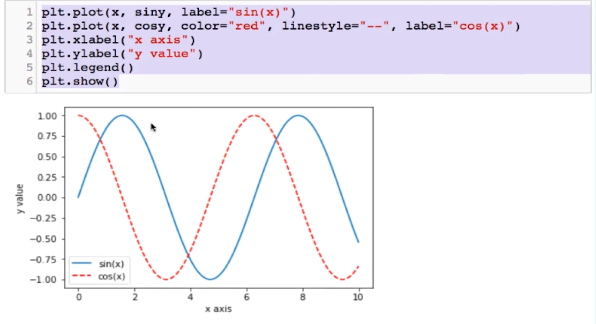 1 plt.plot(x, siny, label="sin(x)")
2 plt.plot(x, cosy, color="red", linestyle="--", label="cos(x)")
3 plt.xlabel("x axis")
4 plt.ylabel("y value")
5 plt.legend()
6 plt.show()
1.00
0.75
0.50
0.25
0.00
−0.25
−0.50
−0.75
−1.00
y value
sin(x)
cos(x)
0 2 4 6 8 10
x axis